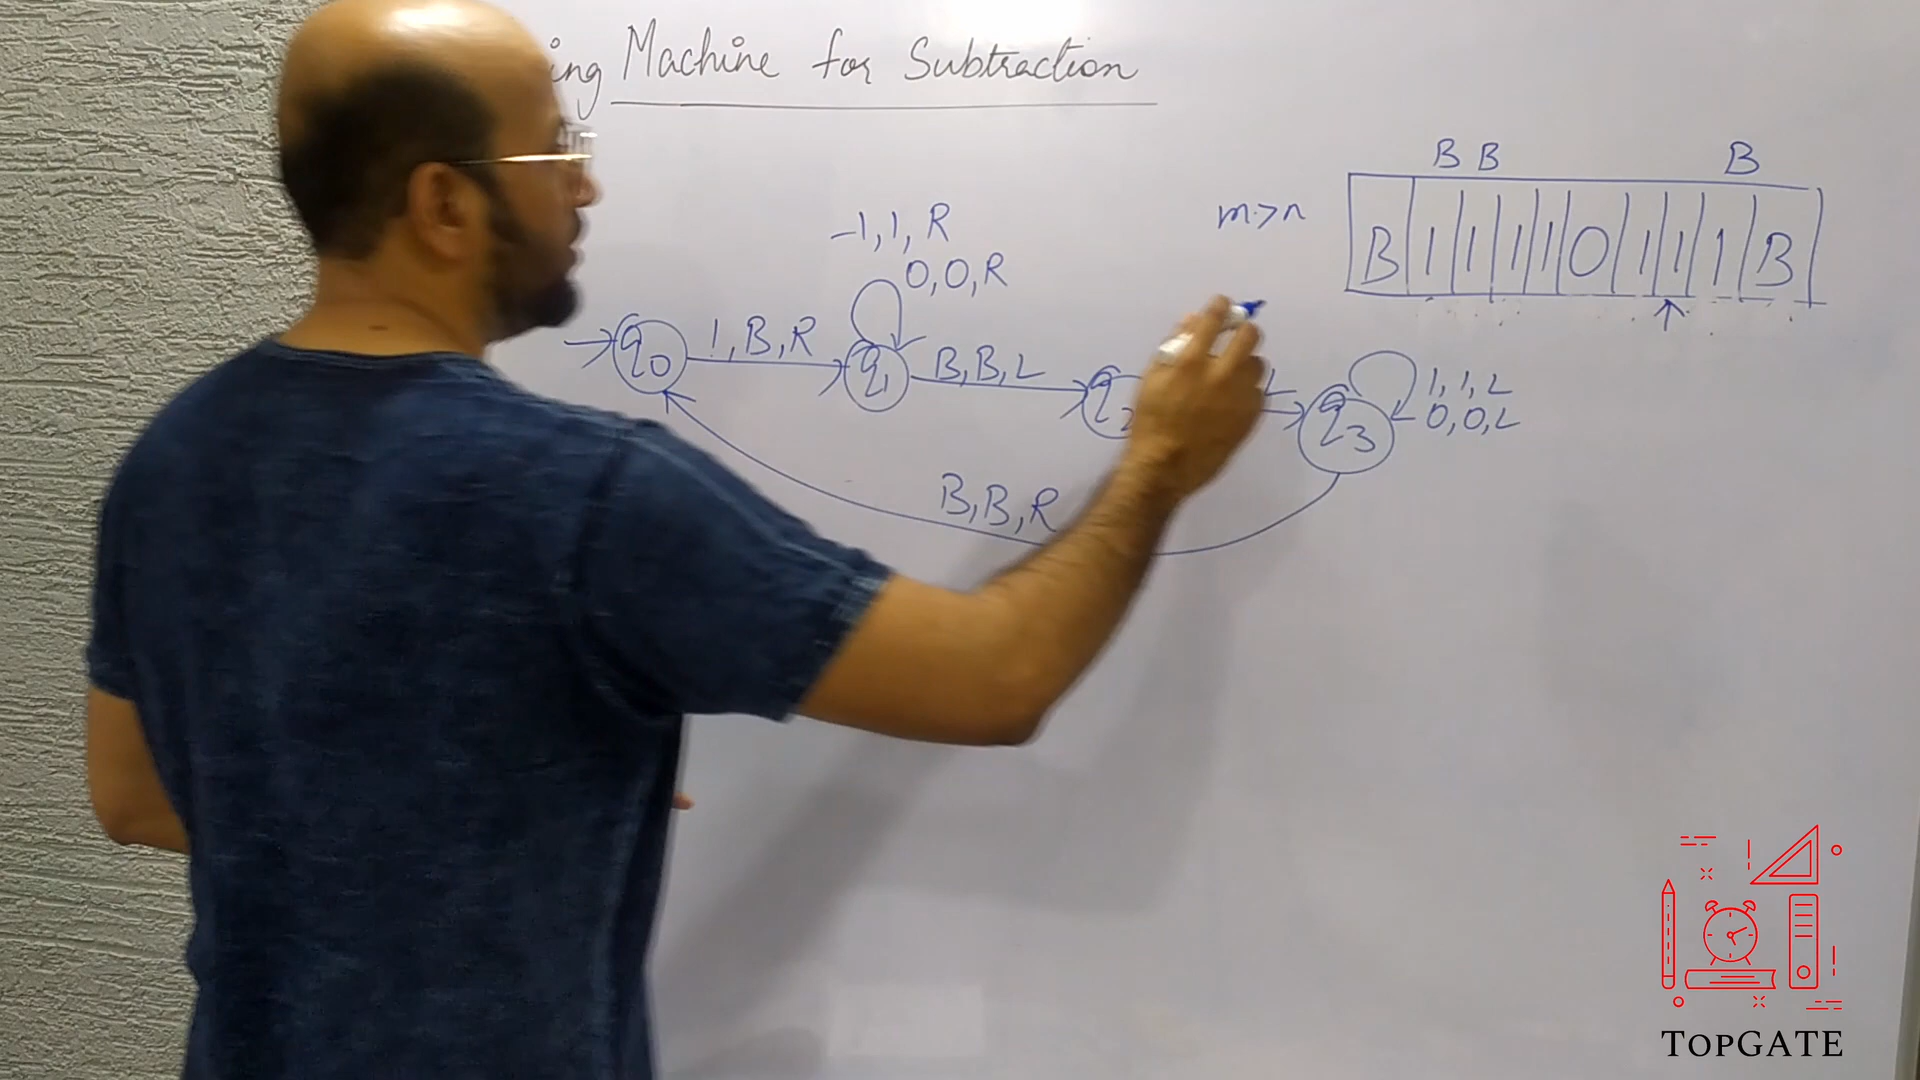 ing Machine for Subtraction
B B B
m>n
B 1 1 1 1 0 1 1 1 B
1, 1, R
0, 0, R
q0 1, B, R q1 B, B, L q2 L q3
1, 1, L
0, 0, L
B, B, R
TOPGATE